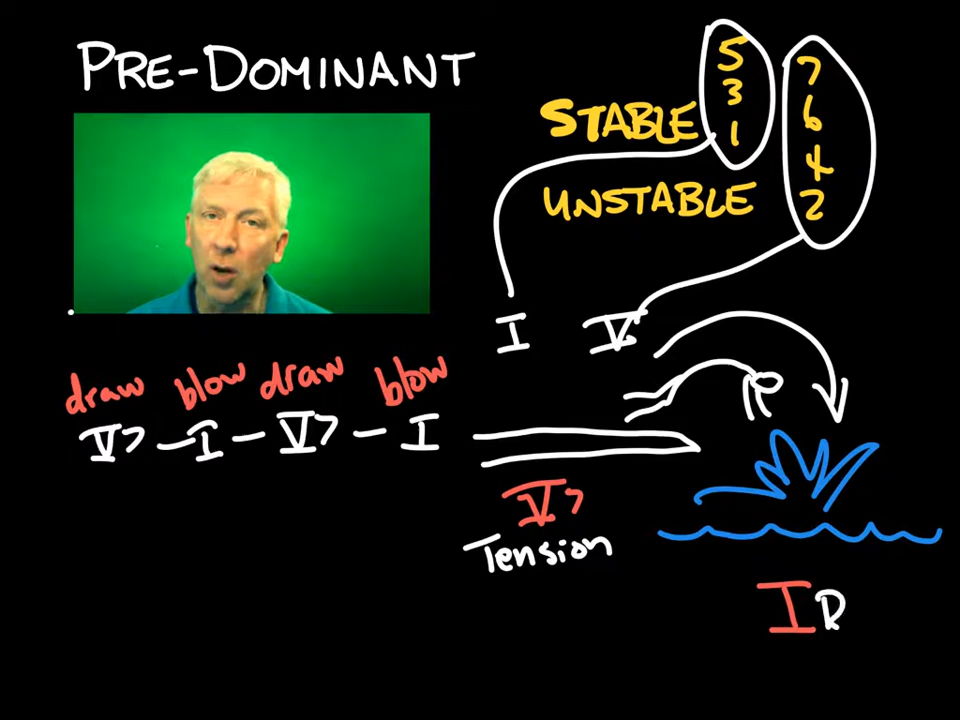 PRE-DOMINANT
5
3
1
7
6
4
2
STABLE
UNSTABLE
I V
draw blow draw blow
V7 – I – V7 – I
V7
Tension
I R